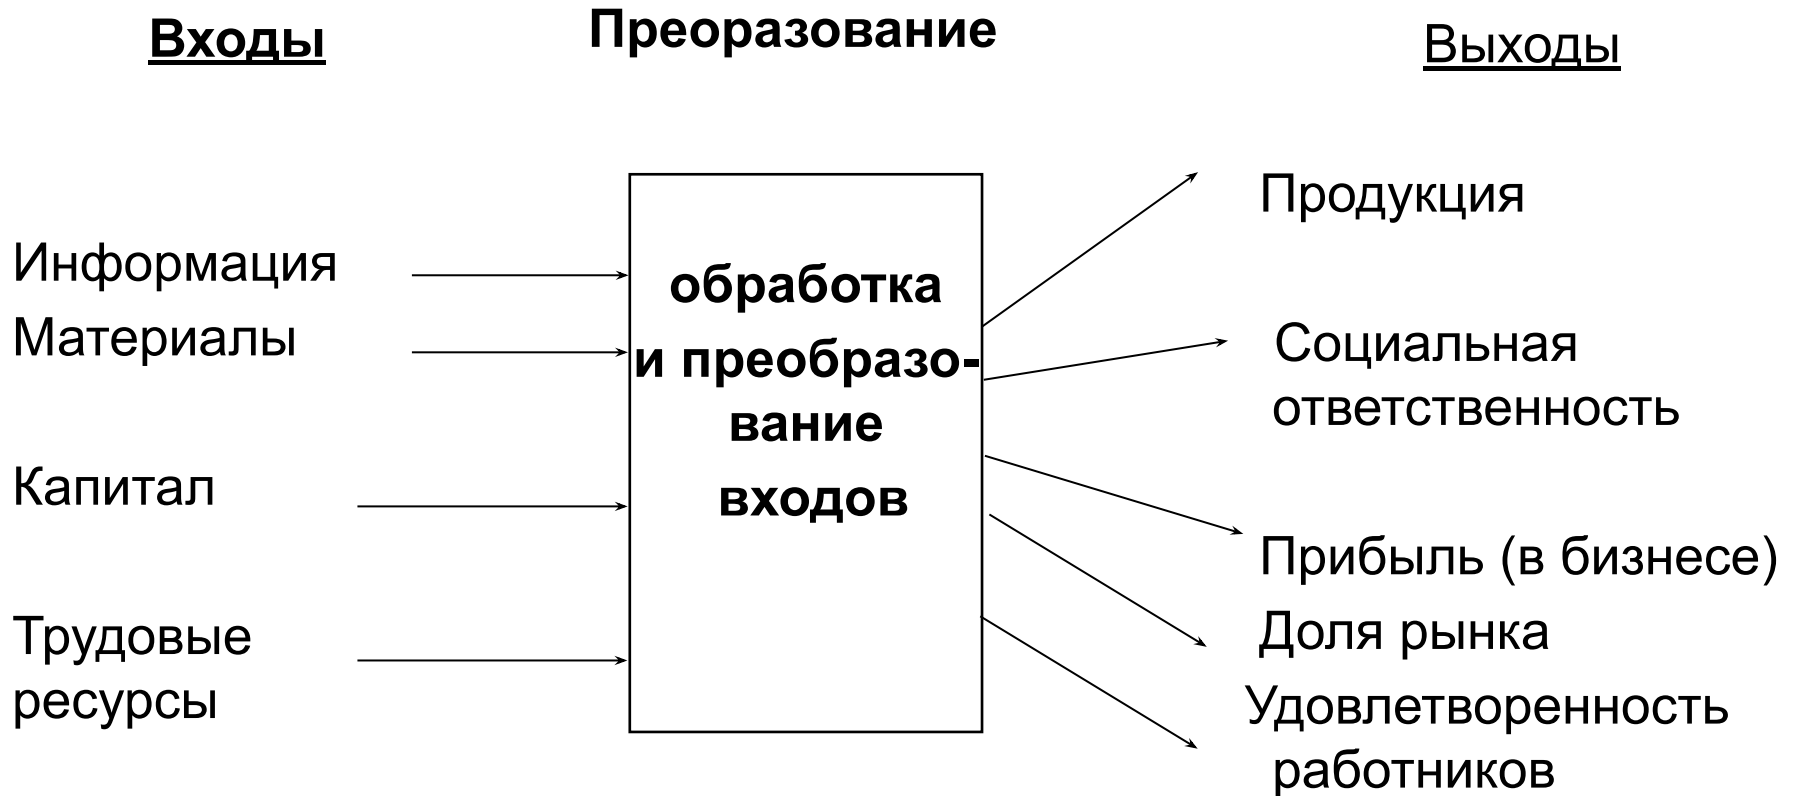 Входы
Преоразование
Выходы
Информация
Материалы
Капитал
Трудовые
ресурсы
обработка
и преобразо-
вание
входов
Продукция
Социальная
ответственность
Прибыль (в бизнесе)
Доля рынка
Удовлетворенность
работников